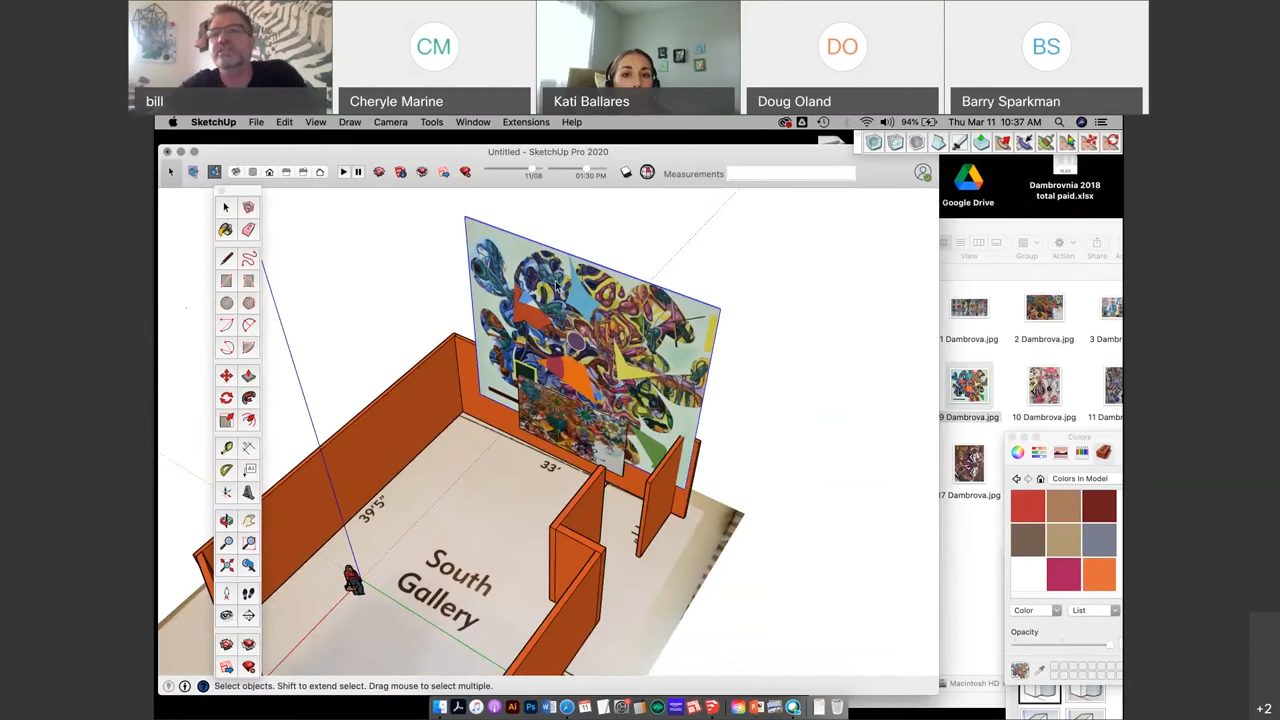 CM
DO
BS
bill
Cheryle Marine
Kati Ballares
Doug Oland
Barry Sparkman
SketchUp File Edit View Draw Camera Tools Window Extensions Help
94%
Thu Mar 11 10:37 AM
Untitled - SketchUp Pro 2020
11/08
01:30 PM
Measurements
Google Drive
Dambrovnia 2018
total paid.xlsx
View
Group
Action
Share
1 Dambrova.jpg
2 Dambrova.jpg
3 Dam
9 Dambrova.jpg
10 Dambrova.jpg
11 Dam
17 Dambrova.jpg
Colors
Colors In Model
Color
List
Opacity
33'
39'5"
South
Gallery
Select objects. Shift to extend select. Drag mouse to select multiple.
Macintosh HD
+2